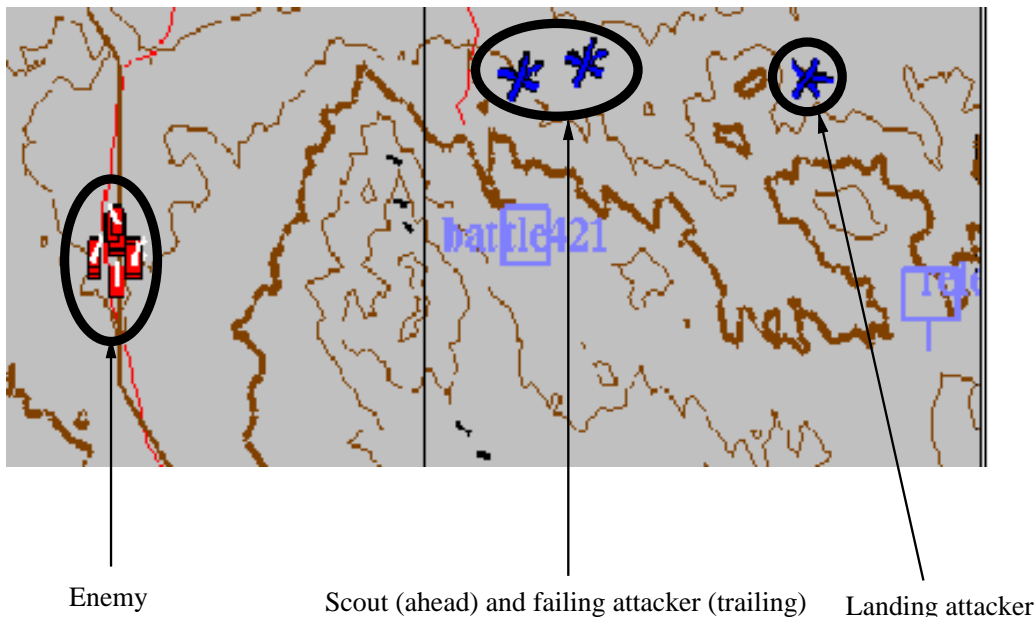 battle421
Enemy
Scout (ahead) and failing attacker (trailing)
Landing attacker